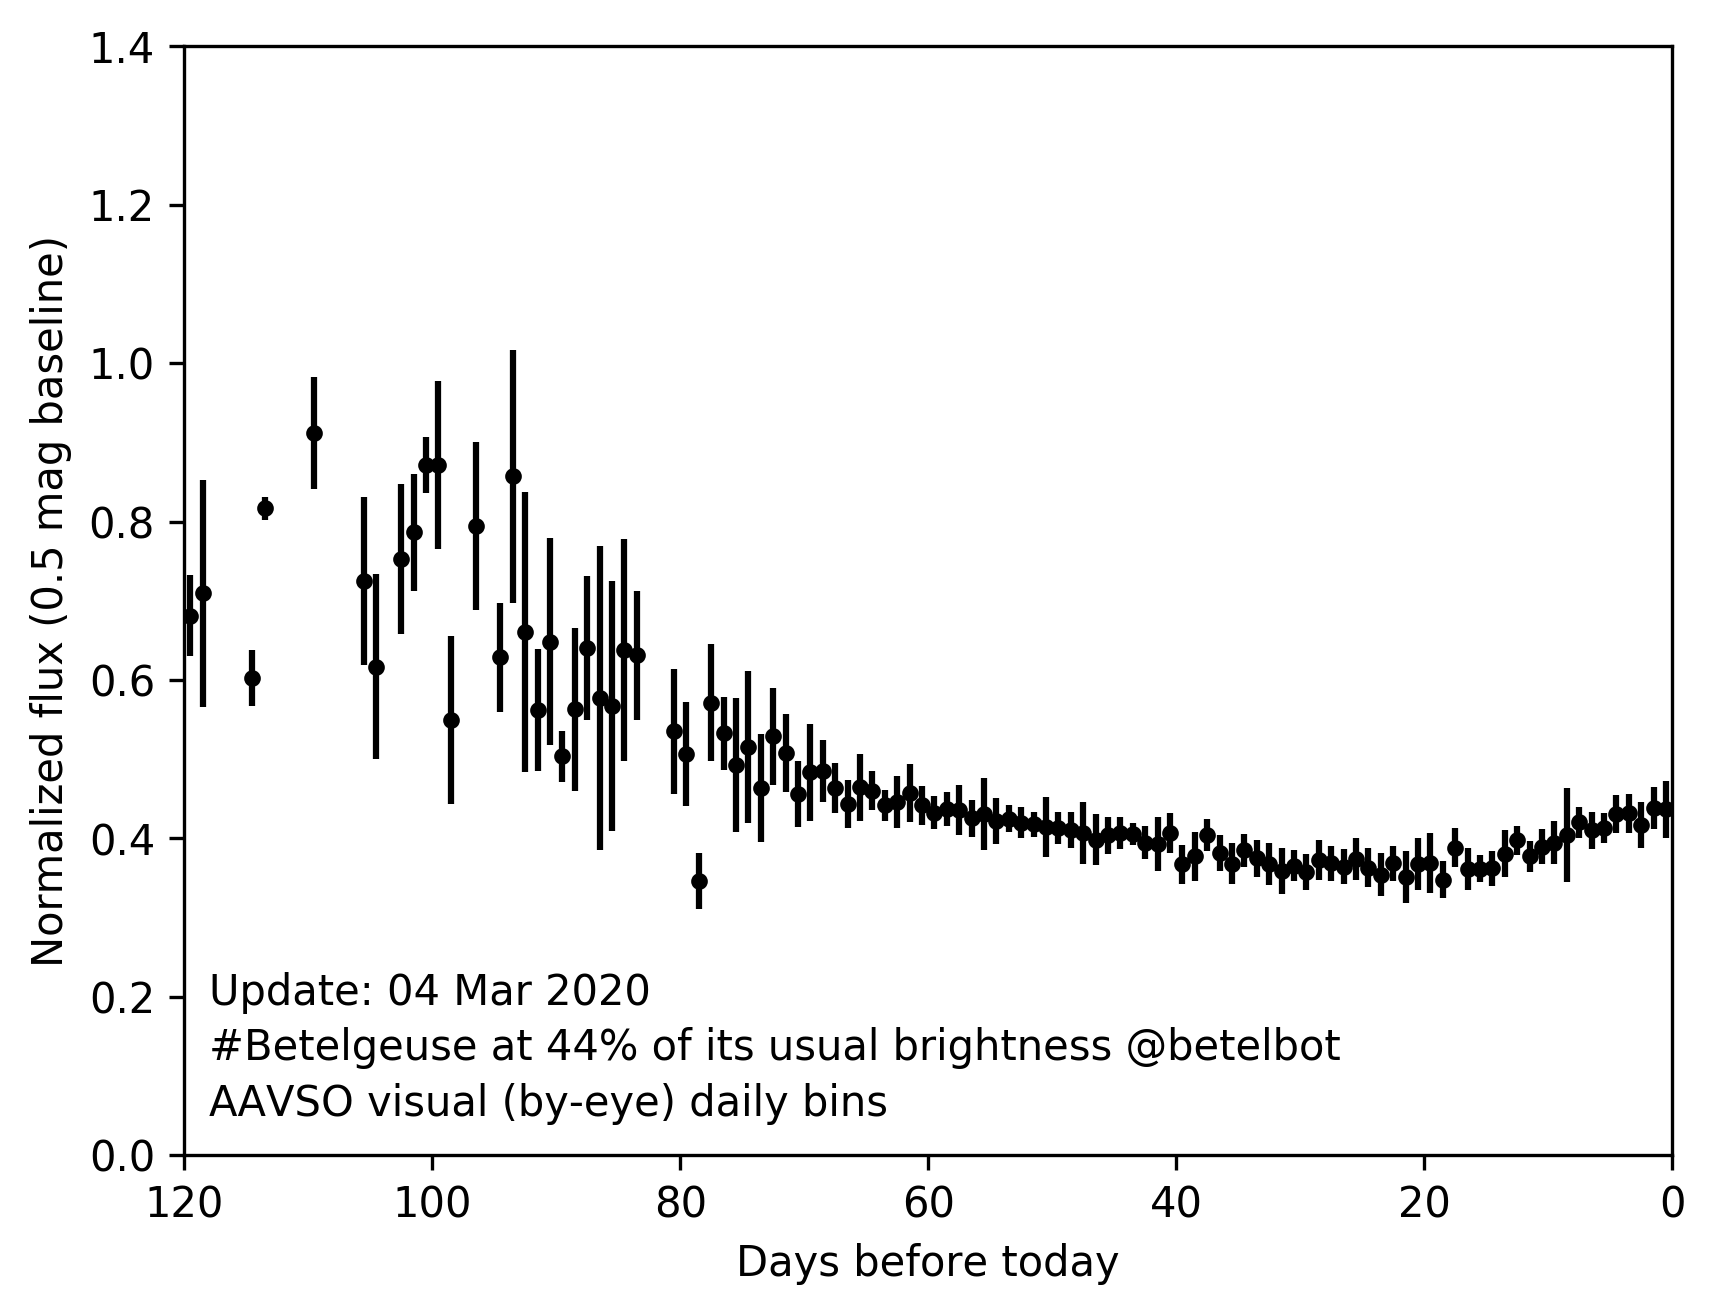 1.4
1.2
1.0
0.8
0.6
0.4
0.2
0.0
Normalized flux (0.5 mag baseline)
Update: 04 Mar 2020
#Betelgeuse at 44% of its usual brightness @betelbot
AAVSO visual (by-eye) daily bins
120 100 80 60 40 20 0
Days before today